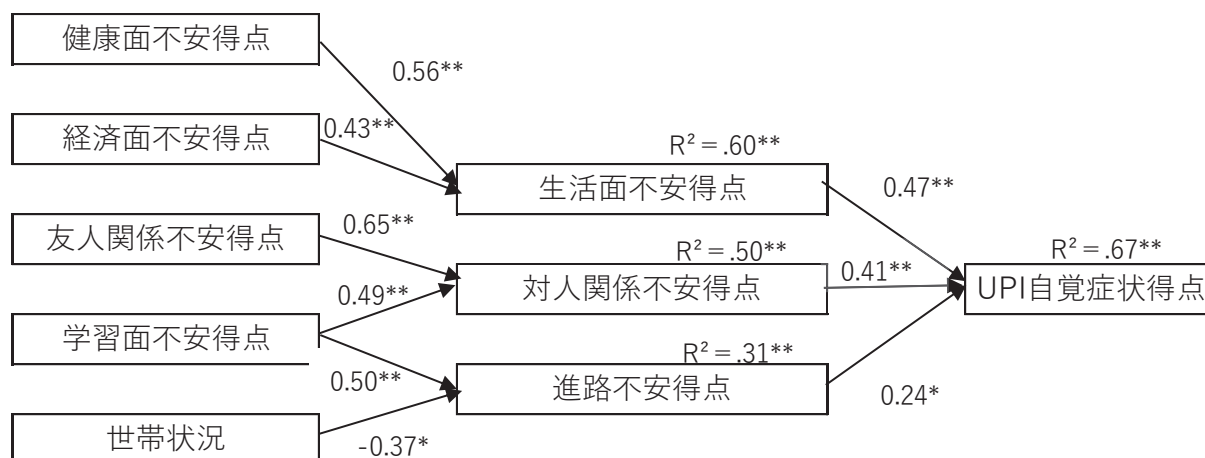 健康面不安得点
0.56**
経済面不安得点
0.43**
R²＝.60**
生活面不安得点
0.47**
友人関係不安得点
0.65**
R²＝.50**
対人関係不安得点
0.41**
R²＝.67**
UPI自覚症状得点
0.49**
学習面不安得点
R²＝.31**
0.50**
進路不安得点
0.24*
世帯状況
-0.37*